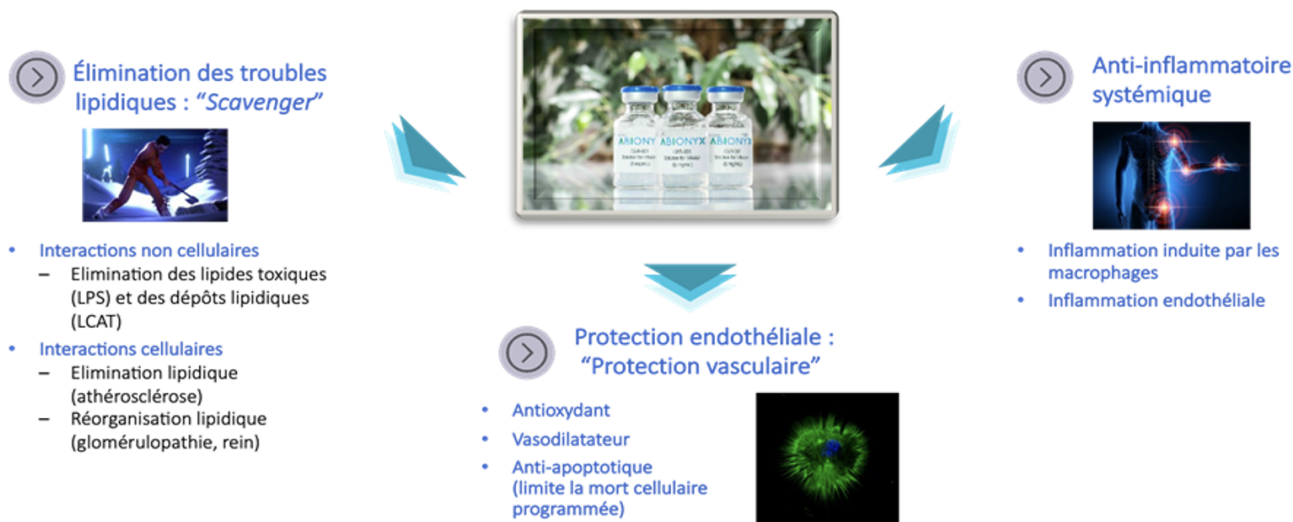 Élimination des troubles
lipidiques : “Scavenger”
• Interactions non cellulaires
– Elimination des lipides toxiques
(LPS) et des dépôts lipidiques
(LCAT)
• Interactions cellulaires
– Elimination lipidique
(athérosclérose)
– Réorganisation lipidique
(glomérulopathie, rein)
ABIONYX
ABIONYX
ABIONYX
Protection endothéliale :
“Protection vasculaire”
• Antioxydant
• Vasodilatateur
• Anti-apoptotique
(limite la mort cellulaire
programmée)
Anti-inflammatoire
systémique
• Inflammation induite par les
macrophages
• Inflammation endothéliale